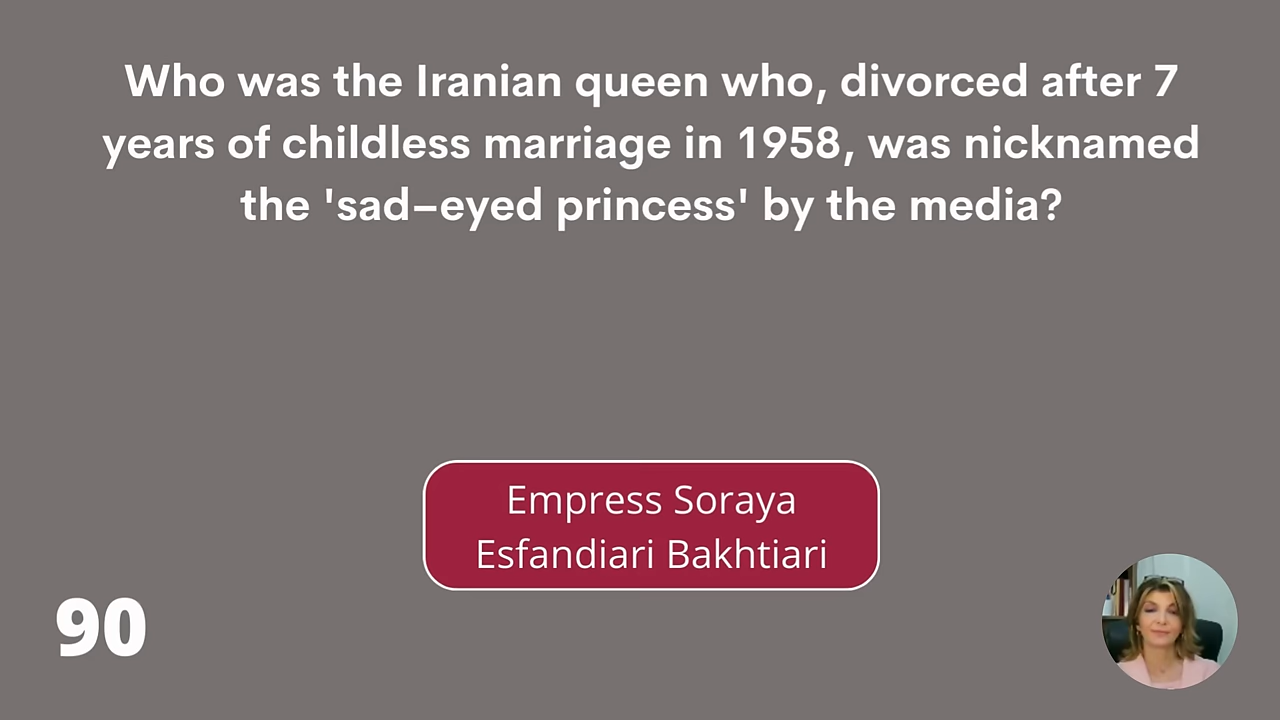 Who was the Iranian queen who, divorced after 7
years of childless marriage in 1958, was nicknamed
the 'sad–eyed princess' by the media?
Empress Soraya
Esfandiari Bakhtiari
90